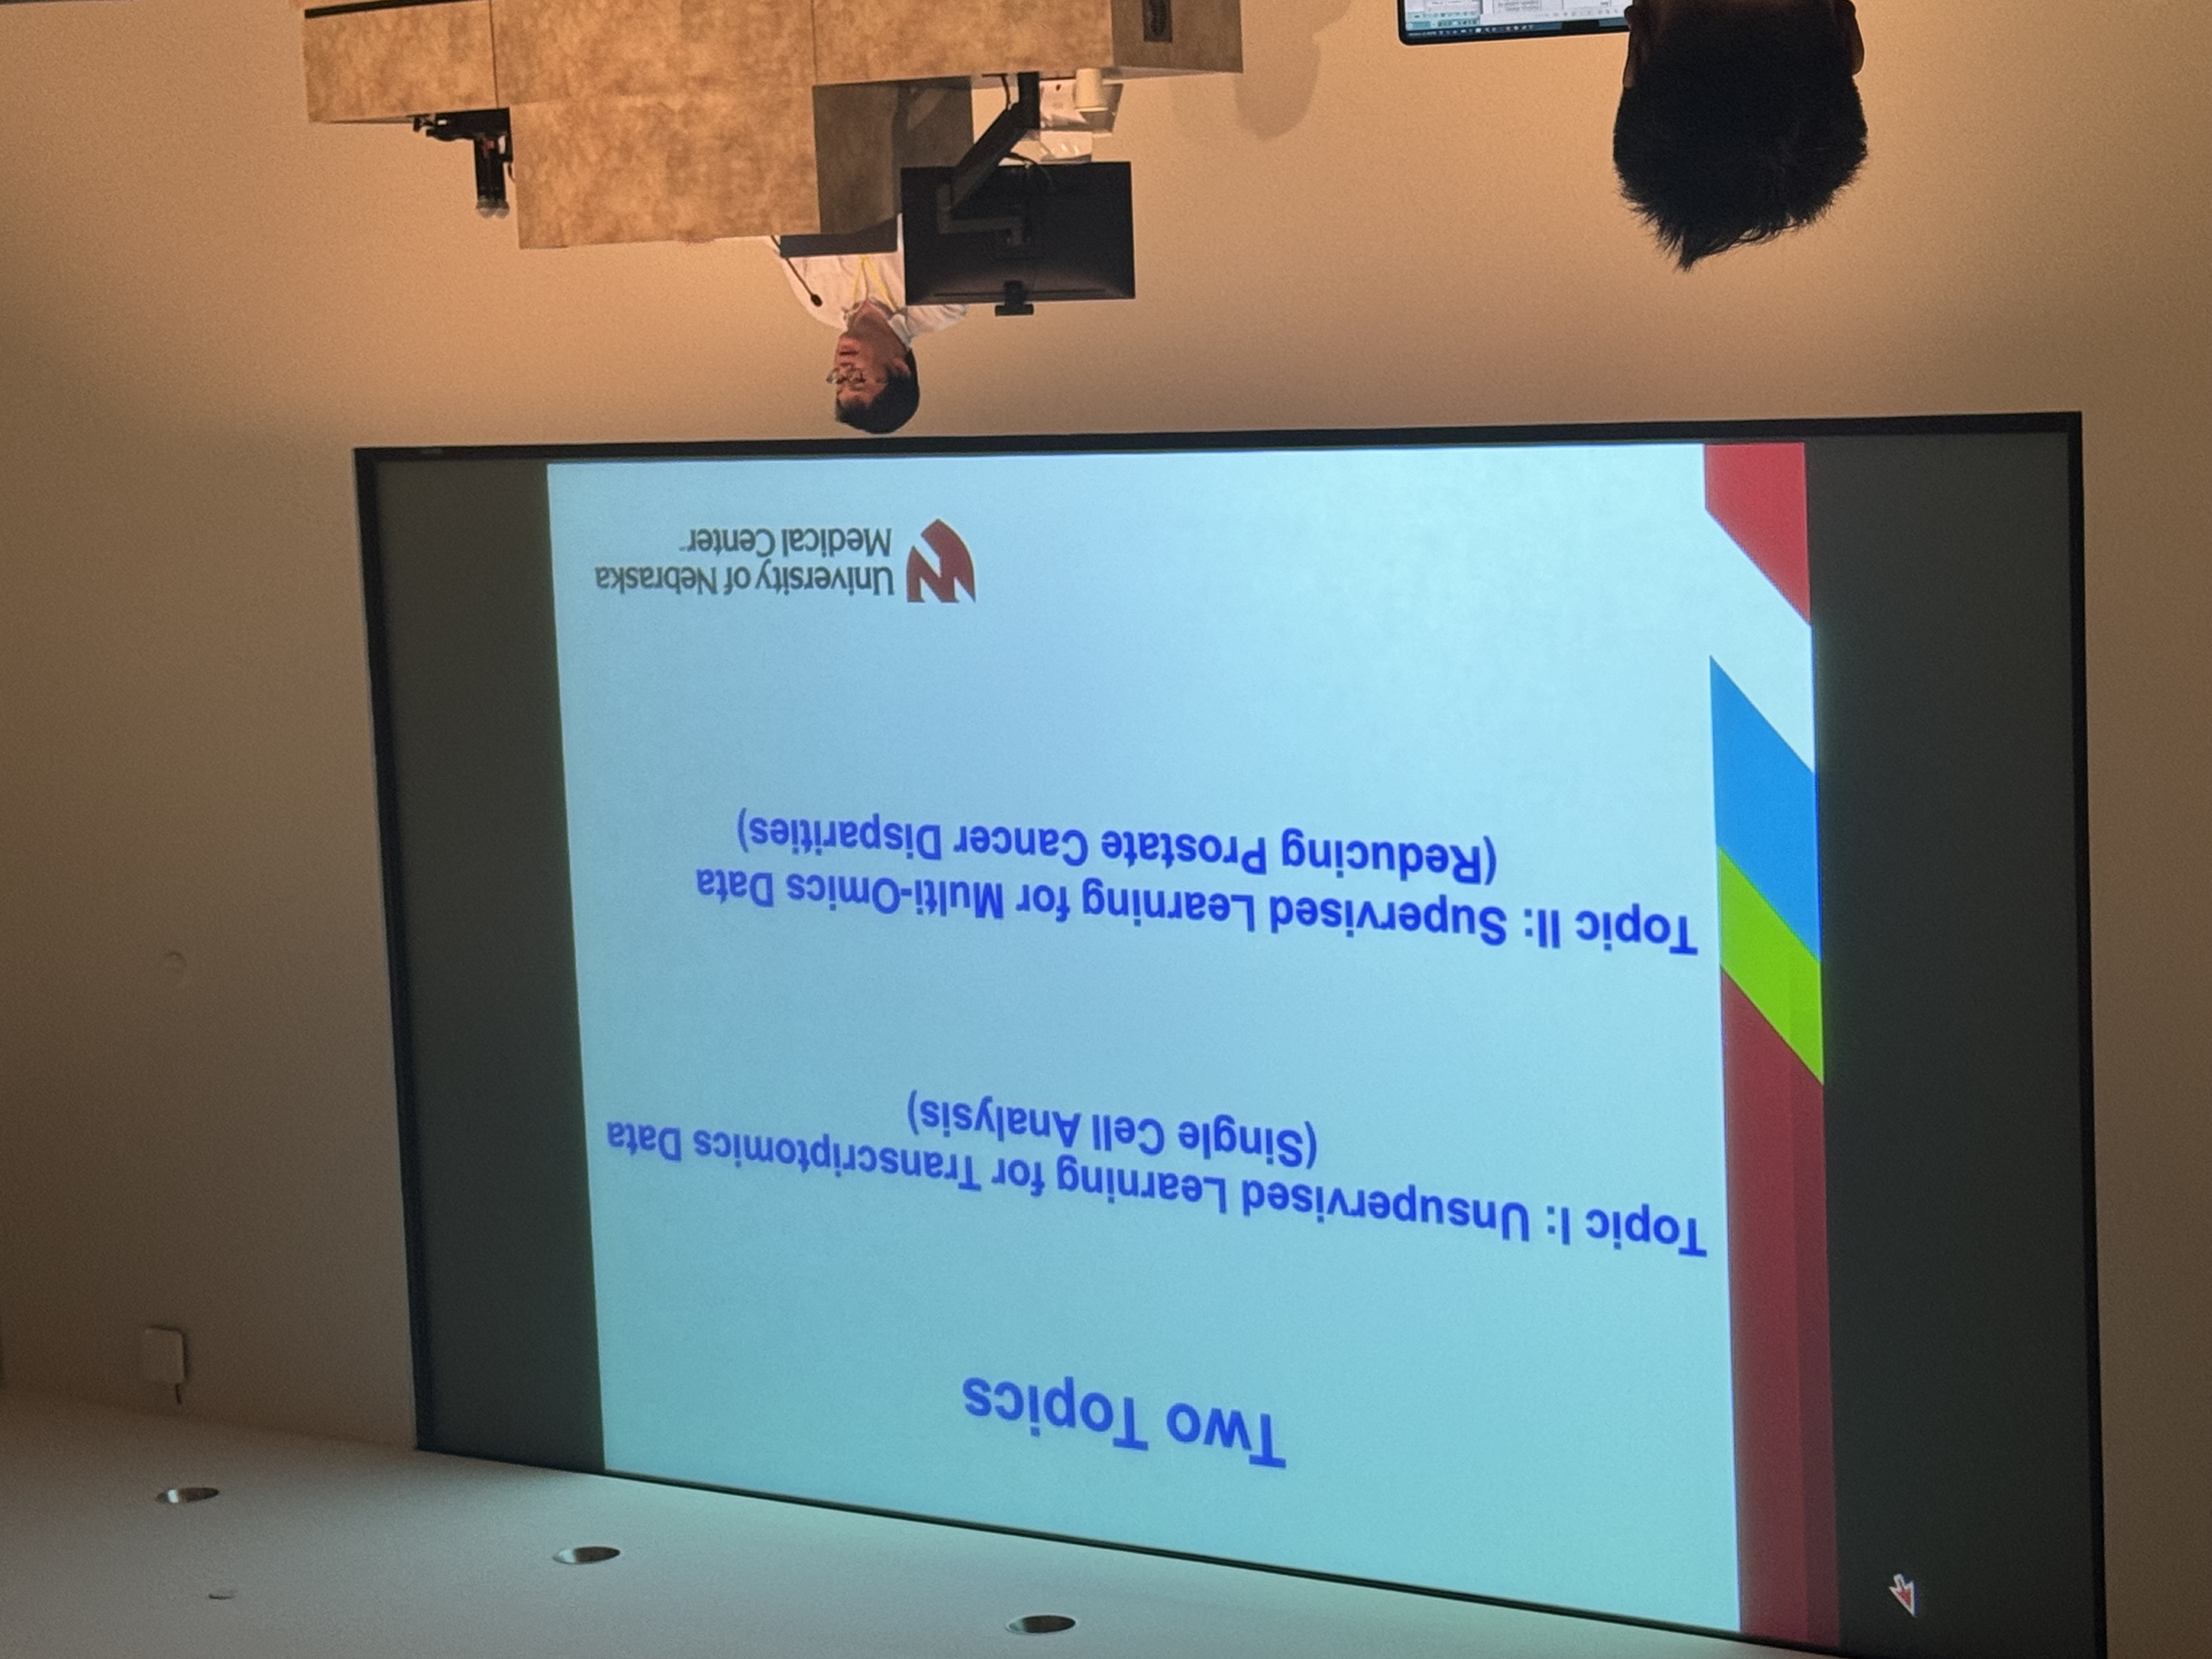 Two Topics
Topic I: Unsupervised Learning for Transcriptomics Data
(Single Cell Analysis)
Topic II: Supervised Learning for Multi-Omics Data
(Reducing Prostate Cancer Disparities)
University of Nebraska
Medical Center